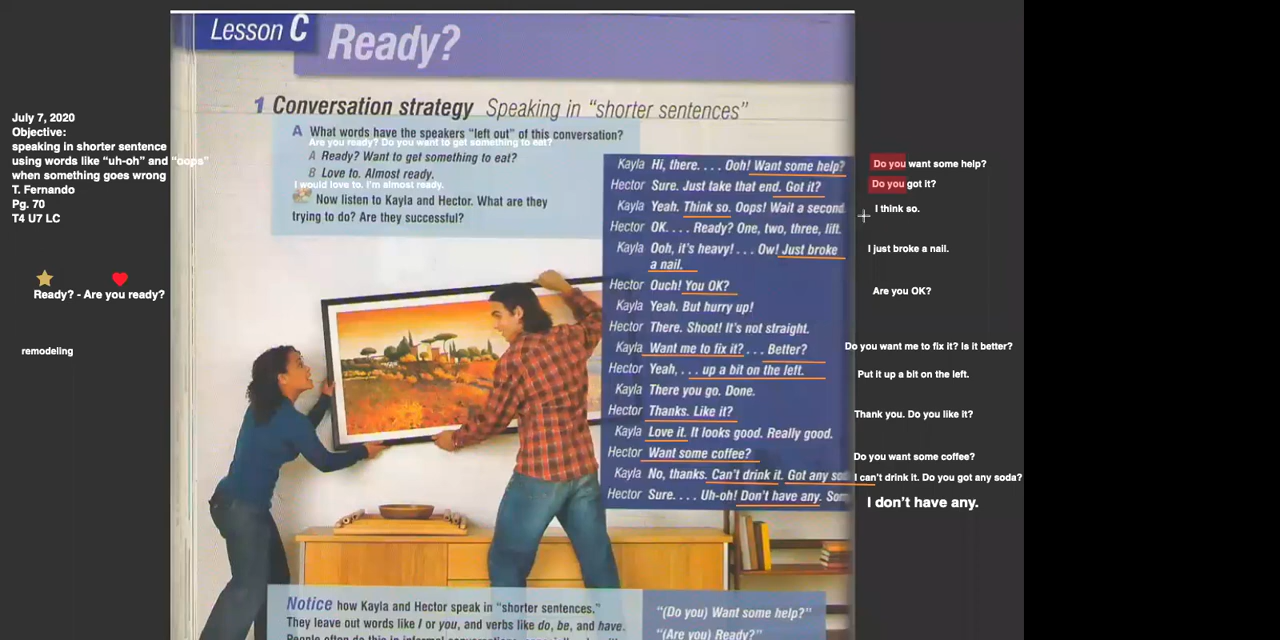 Lesson C Ready?
1 Conversation strategy Speaking in “shorter sentences”
July 7, 2020
Objective:
speaking in shorter sentence
using words like “uh-oh” and “oops”
when something goes wrong
T. Fernando
Pg. 70
T4 U7 LC
Ready? - Are you ready?
remodeling
A What words have the speakers “left out” of this conversation?
Are you ready? Do you want to get something to eat?
A Ready? Want to get something to eat?
B Love to. Almost ready.
I would love to. I'm almost ready.
Now listen to Kayla and Hector. What are they
trying to do? Are they successful?
Kayla Hi, there. . . . Ooh! Want some help?
Hector Sure. Just take that end. Got it?
Kayla Yeah. Think so. Oops! Wait a second.
Hector OK. . . . Ready? One, two, three, lift.
Kayla Ooh, it's heavy! . . . Ow! Just broke
a nail.
Hector Ouch! You OK?
Kayla Yeah. But hurry up!
Hector There. Shoot! It's not straight.
Kayla Want me to fix it? . . . Better?
Hector Yeah, . . . up a bit on the left.
Kayla There you go. Done.
Hector Thanks. Like it?
Kayla Love it. It looks good. Really good.
Hector Want some coffee?
Kayla No, thanks. Can't drink it. Got any
Hector Sure. . . . Uh-oh! Don't have any.
Do you want some help?
Do you got it?
I think so.
I just broke a nail.
Are you OK?
Do you want me to fix it? Is it better?
Put it up a bit on the left.
Thank you. Do you like it?
Do you want some coffee?
I can't drink it. Do you got any soda?
I don't have any.
Notice how Kayla and Hector speak in “shorter sentences.”
They leave out words like I or you, and verbs like do, be, and have.
“(Do you) Want some help?”
“(Are you) Ready?”